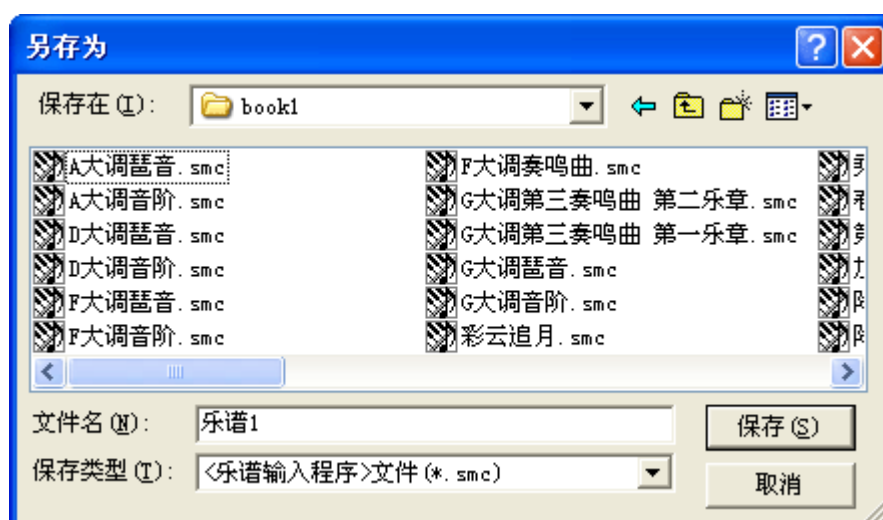 另存为
保存在(I):
book1
A大调琶音.smc
A大调音阶.smc
D大调琶音.smc
D大调音阶.smc
F大调琶音.smc
F大调音阶.smc
F大调奏鸣曲.smc
G大调第三奏鸣曲 第二乐章.smc
G大调第三奏鸣曲 第一乐章.smc
G大调琶音.smc
G大调音阶.smc
彩云追月.smc
文件名(N):
乐谱1
保存(S)
保存类型(T):
<乐谱输入程序>文件(*.smc)
取消